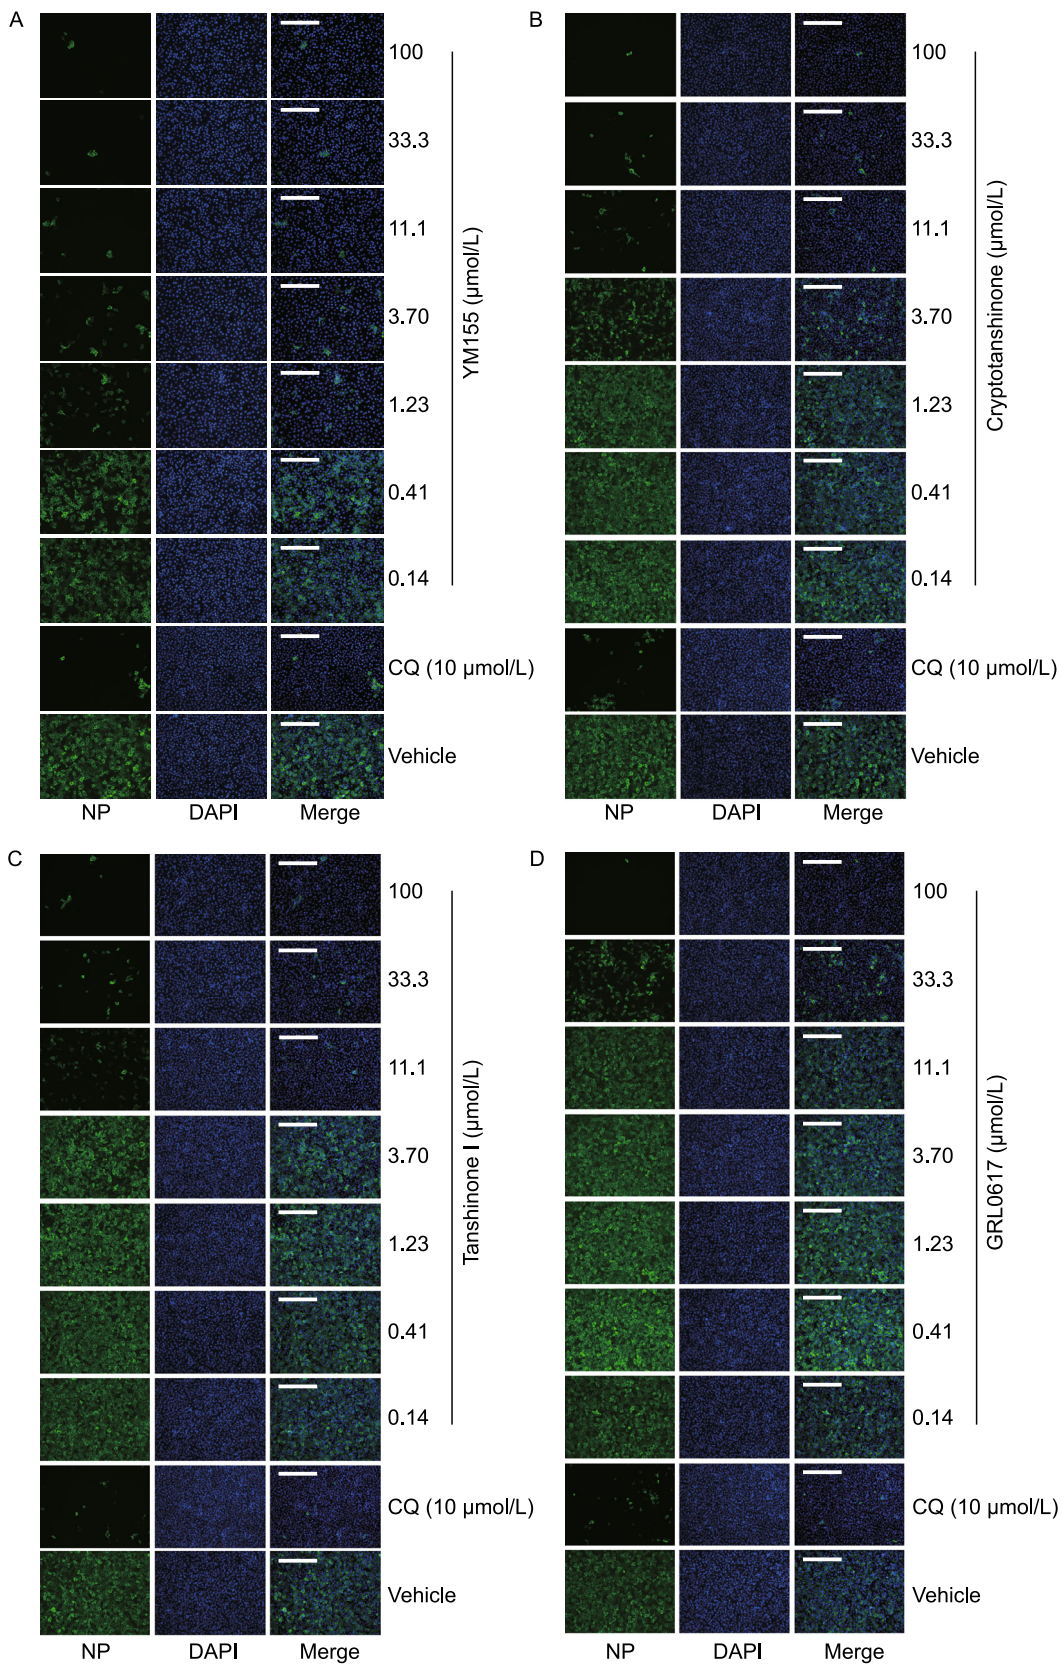 A
100
33.3
11.1
3.70
1.23
0.41
0.14
YM155 (μmol/L)
CQ (10 μmol/L)
Vehicle
NP DAPI Merge
B
100
33.3
11.1
3.70
1.23
0.41
0.14
Cryptotanshinone (μmol/L)
CQ (10 μmol/L)
Vehicle
NP DAPI Merge
C
100
33.3
11.1
3.70
1.23
0.41
0.14
Tanshinone I (μmol/L)
CQ (10 μmol/L)
Vehicle
NP DAPI Merge
D
100
33.3
11.1
3.70
1.23
0.41
0.14
GRL0617 (μmol/L)
CQ (10 μmol/L)
Vehicle
NP DAPI Merge